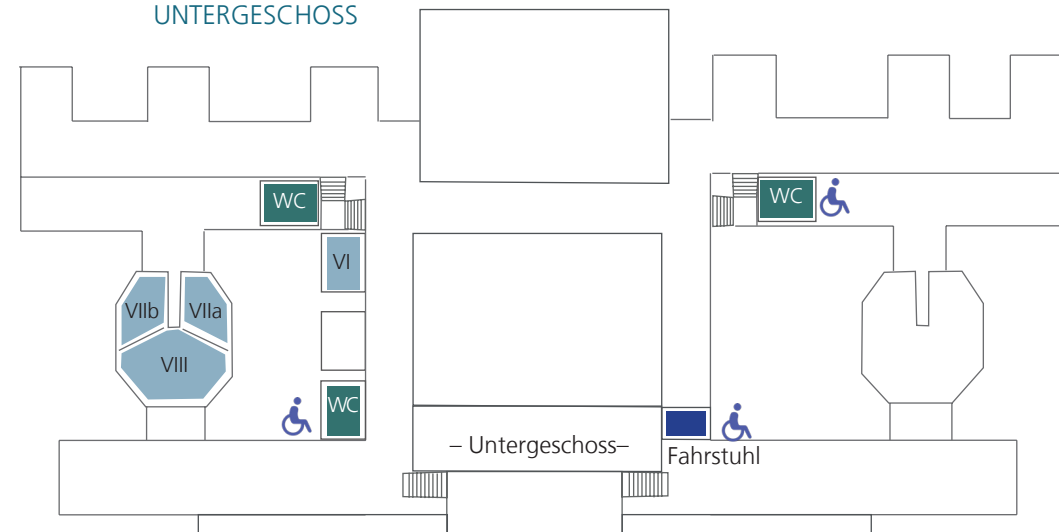 UNTERGESCHOSS
WC
WC
VI
VIIb
VIIa
VIII
WC
– Untergeschoss–
Fahrstuhl